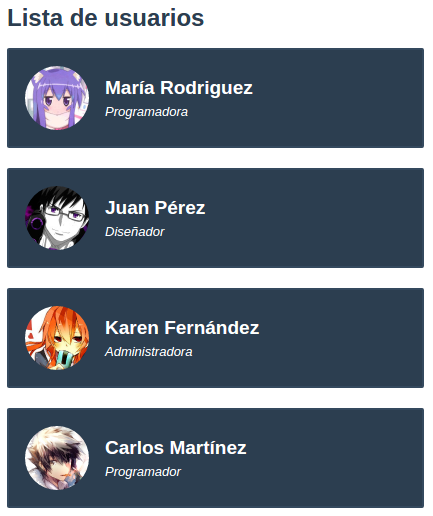 Lista de usuarios
María Rodriguez
Programadora
Juan Pérez
Diseñador
Karen Fernández
Administradora
Carlos Martínez
Programador